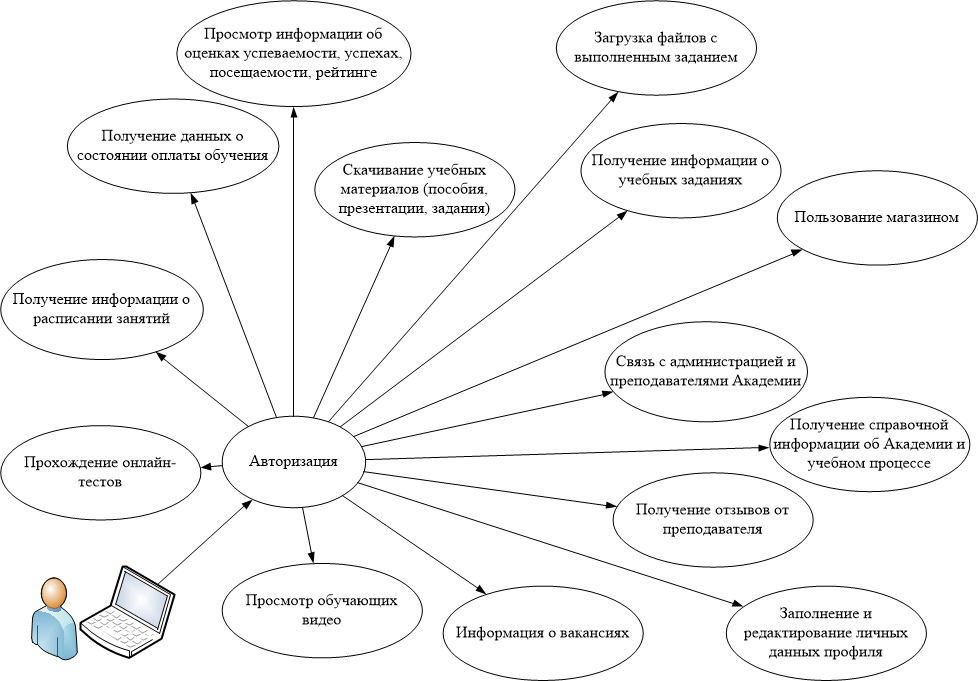 Просмотр информации об
оценках успеваемости, успехах,
посещаемости, рейтинге
Загрузка файлов с
выполненным заданием
Получение данных о
состоянии оплаты обучения
Скачивание учебных
материалов (пособия,
презентации, задания)
Получение информации о
учебных заданиях
Пользование магазином
Получение информации о
расписании занятий
Связь с администрацией и
преподавателями Академии
Получение справочной
информации об Академии и
учебном процессе
Авторизация
Прохождение онлайн-
тестов
Получение отзывов от
преподавателя
Просмотр обучающих
видео
Информация о вакансиях
Заполнение и
редактирование личных
данных профиля